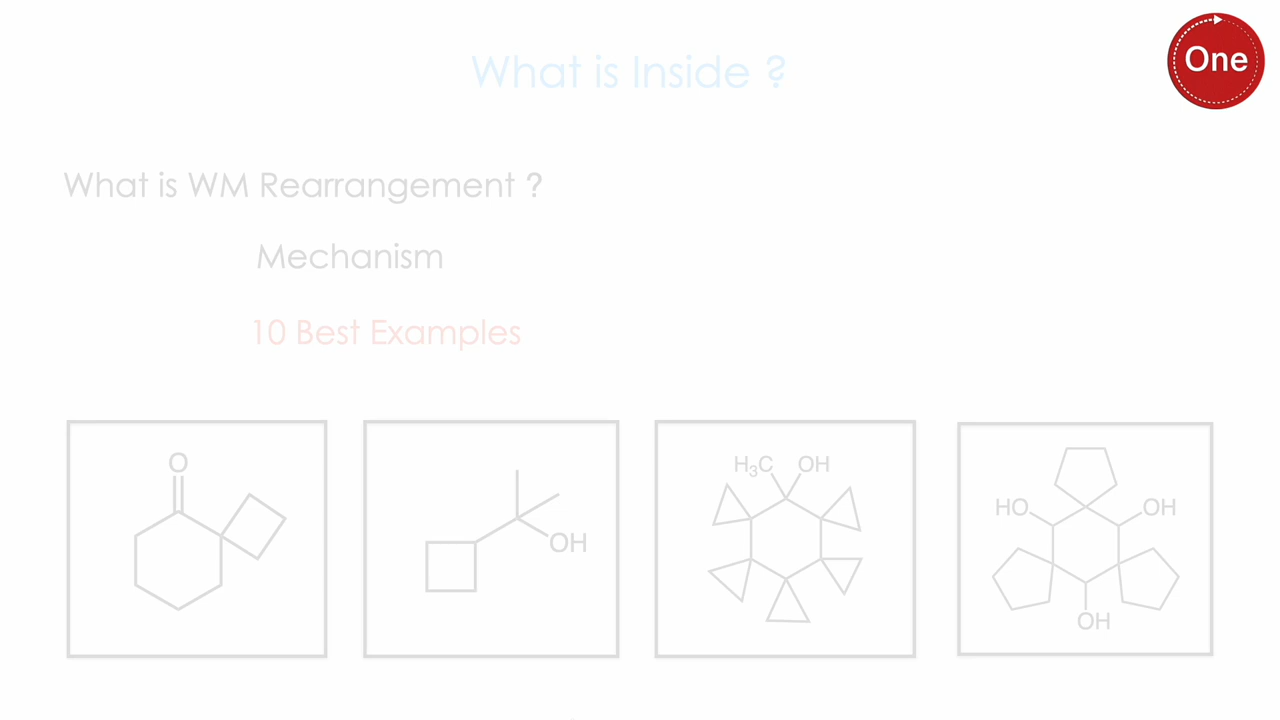 One
What is Inside ?
What is WM Rearrangement ?
Mechanism
10 Best Examples
O
OH
H₃C OH
HO OH
OH